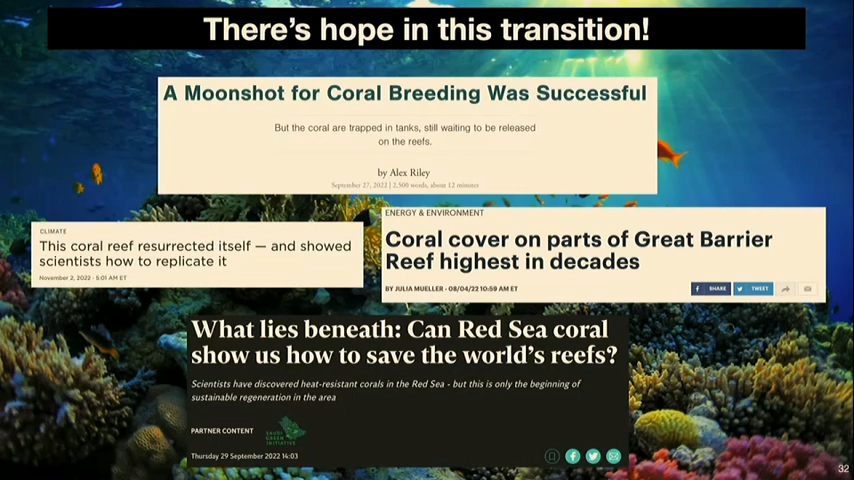 There's hope in this transition!
A Moonshot for Coral Breeding Was Successful
But the coral are trapped in tanks, still waiting to be released
on the reefs.
by Alex Riley
September 27, 2022 | 2,500 words, about 12 minutes
CLIMATE
This coral reef resurrected itself — and showed
scientists how to replicate it
November 2, 2022 · 5:01 AM ET
ENERGY & ENVIRONMENT
Coral cover on parts of Great Barrier
Reef highest in decades
BY JULIA MUELLER - 08/04/22 10:59 AM ET
SHARE
TWEET
What lies beneath: Can Red Sea coral
show us how to save the world's reefs?
Scientists have discovered heat-resistant corals in the Red Sea - but this is only the beginning of
sustainable regeneration in the area
PARTNER CONTENT
SAUDI
GREEN
INITIATIVE
Thursday 29 September 2022 14:03
32